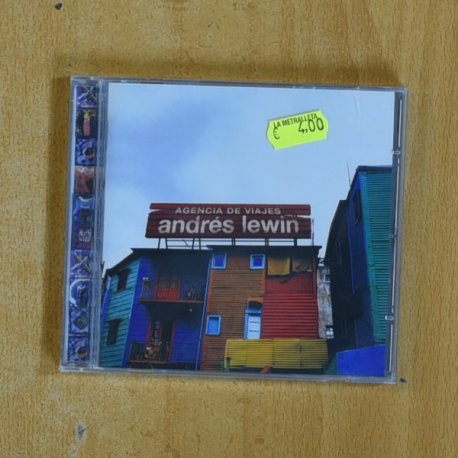 LA METRALLETA
€ 4,00
AGENCIA DE VIAJES
andrés lewin